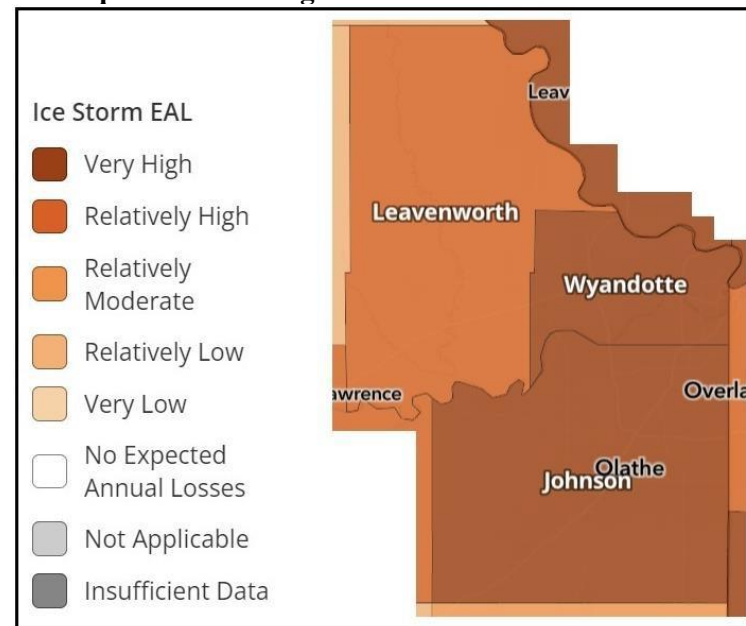 Ice Storm EAL
Very High
Relatively High
Relatively
Moderate
Relatively Low
Very Low
No Expected
Annual Losses
Not Applicable
Insufficient Data
Leav
Leavenworth
Wyandotte
awrence
Overla
Olathe
Johnson